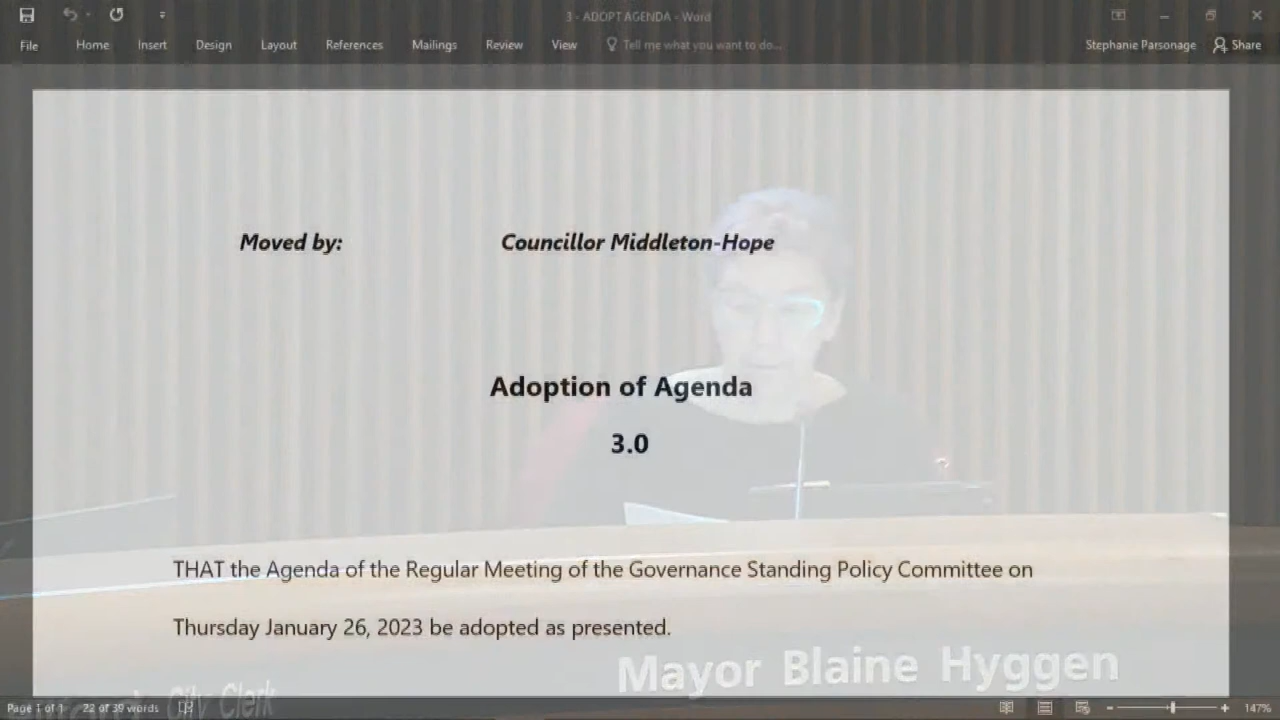 3 - ADOPT AGENDA - Word
File Home Insert Design Layout References Mailings Review View Tell me what you want to do... Stephanie Parsonage Share
Moved by: Councillor Middleton-Hope
Adoption of Agenda
3.0
THAT the Agenda of the Regular Meeting of the Governance Standing Policy Committee on
Thursday January 26, 2023 be adopted as presented.
Mayor Blaine Hyggen
City Clerk
Page 1 of 1 22 of 39 words 147%